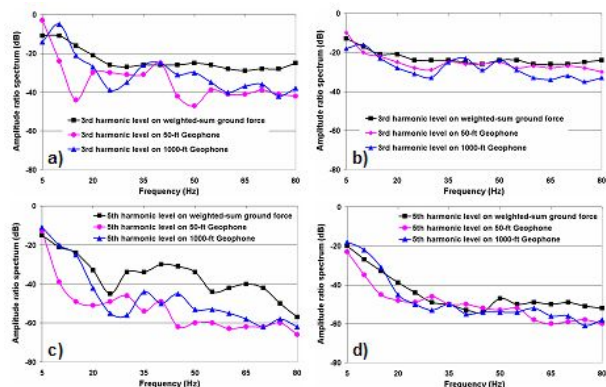 0
-20
-40
-60
-80
Amplitude ratio spectrum (dB)
3rd harmonic level on weighted-sum ground force
3rd harmonic level on 50-ft Geophone
3rd harmonic level on 1000-ft Geophone
a)
5 20 35 50 65 80
Frequency (Hz)
0
-20
-40
-60
-80
Amplitude ratio spectrum (dB)
3rd harmonic level on weighted-sum ground force
3rd harmonic level on 50-ft Geophone
3rd harmonic level on 1000-ft Geophone
b)
5 20 35 50 65 80
Frequency (Hz)
0
-20
-40
-60
-80
Amplitude ratio spectrum (dB)
5th harmonic level on weighted-sum ground force
5th harmonic level on 50-ft Geophone
5th harmonic level on 1000-ft Geophone
c)
5 20 35 50 65 80
Frequency (Hz)
0
-20
-40
-60
-80
Amplitude ratio spectrum (dB)
5th harmonic level on weighted-sum ground force
5th harmonic level on 50-ft Geophone
5th harmonic level on 1000-ft Geophone
d)
5 20 35 50 65 80
Frequency (Hz)